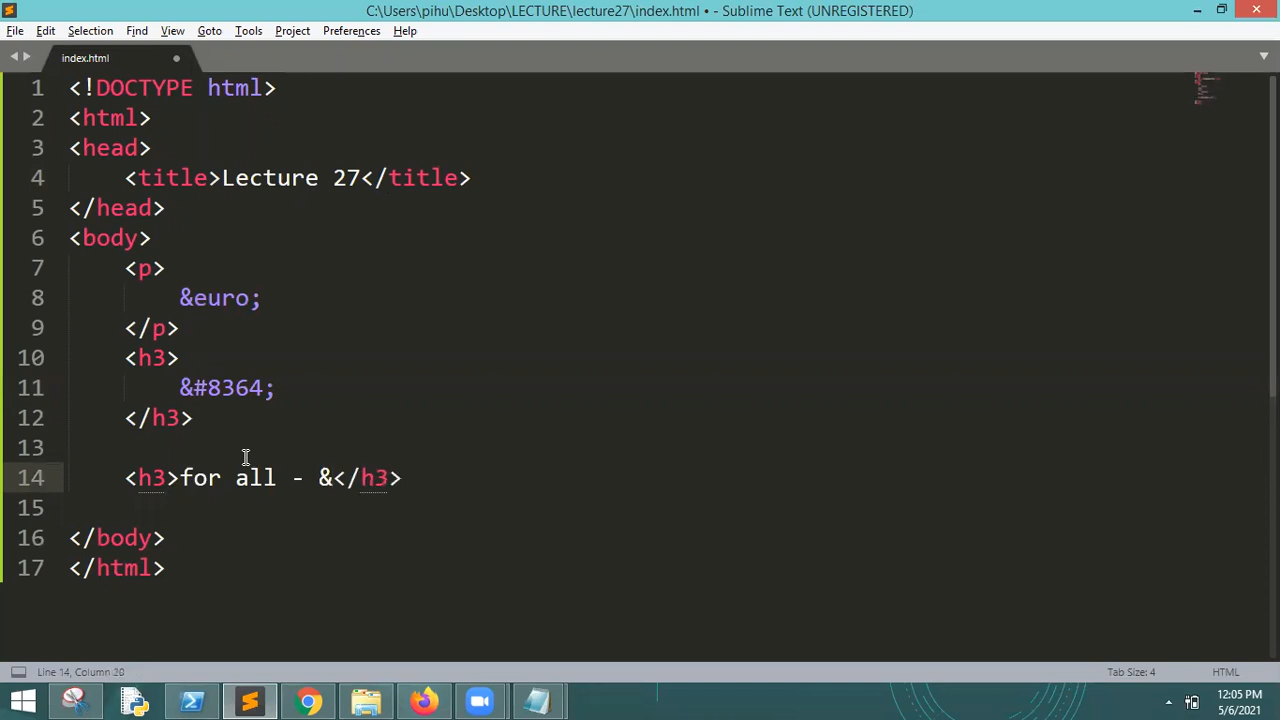 C:\Users\pihu\Desktop\LECTURE\lecture27\index.html • - Sublime Text (UNREGISTERED)
File Edit Selection Find View Goto Tools Project Preferences Help
index.html
1 <!DOCTYPE html>
2 <html>
3 <head>
4 <title>Lecture 27</title>
5 </head>
6 <body>
7 <p>
8 &euro;
9 </p>
10 <h3>
11 &#8364;
12 </h3>
13
14 <h3>for all - &</h3>
15
16 </body>
17 </html>
Line 14, Column 20 Tab Size: 4 HTML
12:05 PM
5/6/2021